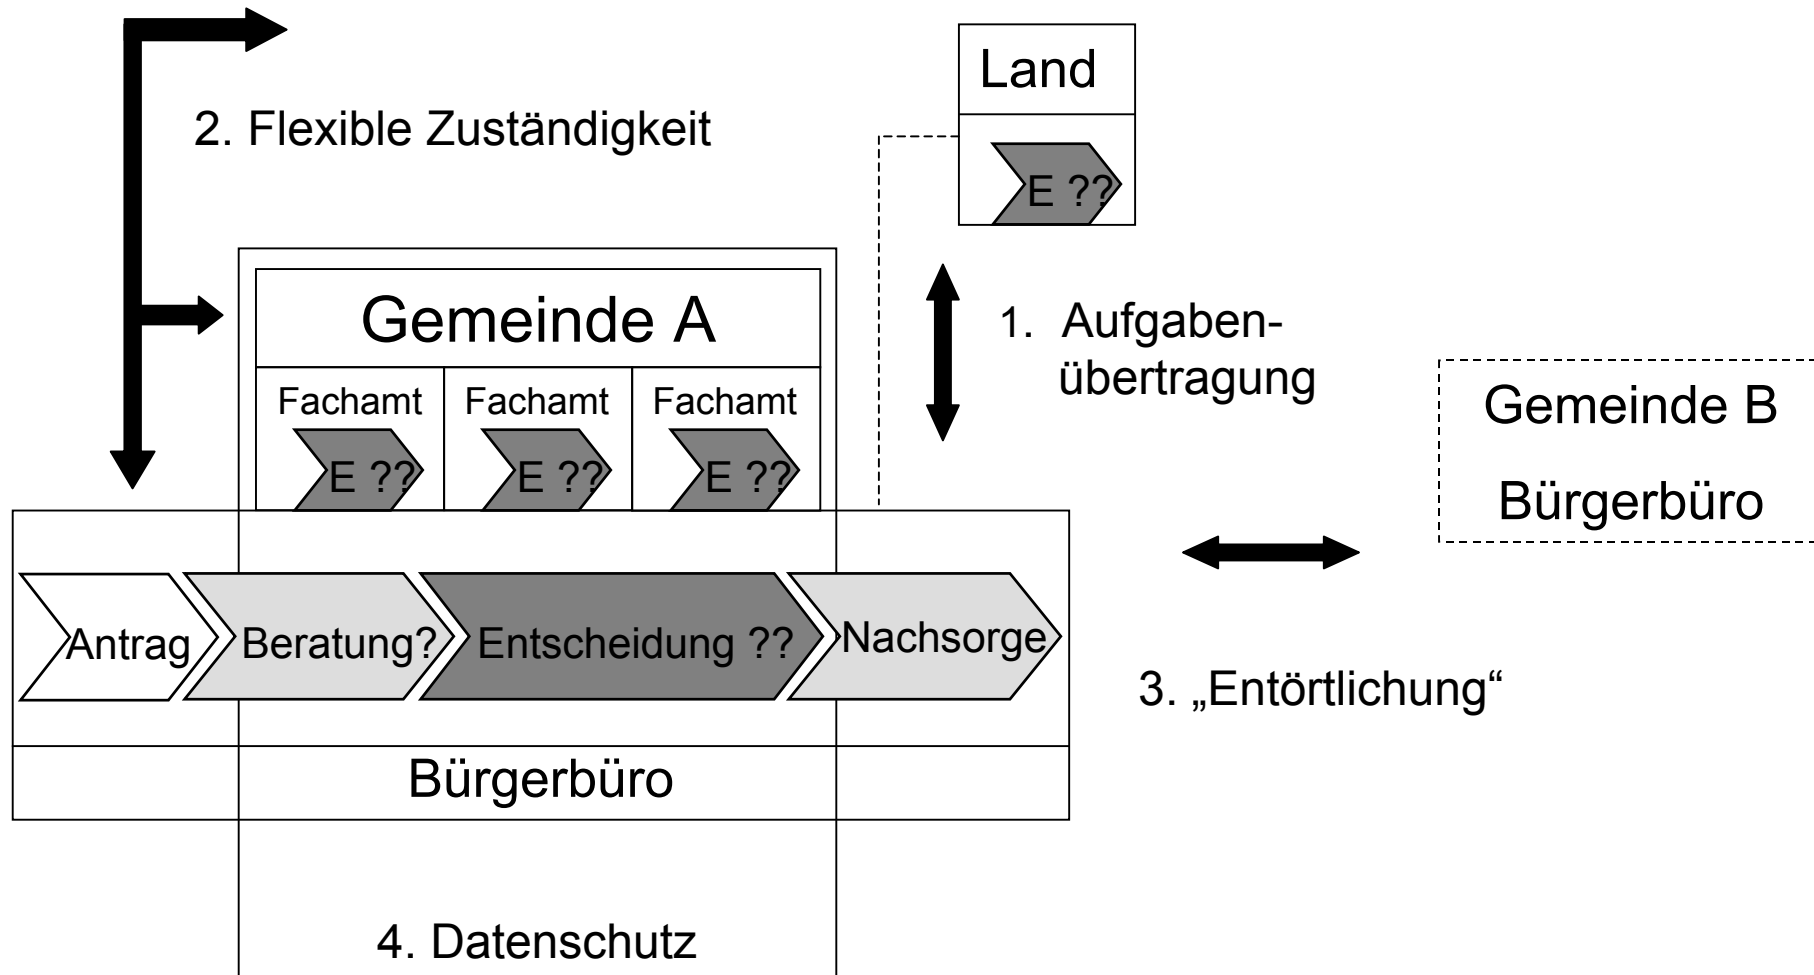 Land
2. Flexible Zuständigkeit
E ??
Gemeinde A
1. Aufgaben-
übertragung
Fachamt
Fachamt
Fachamt
E ??
E ??
E ??
Gemeinde B
Bürgerbüro
Antrag
Beratung?
Entscheidung ??
Nachsorge
3. „Entörtlichung“
Bürgerbüro
4. Datenschutz